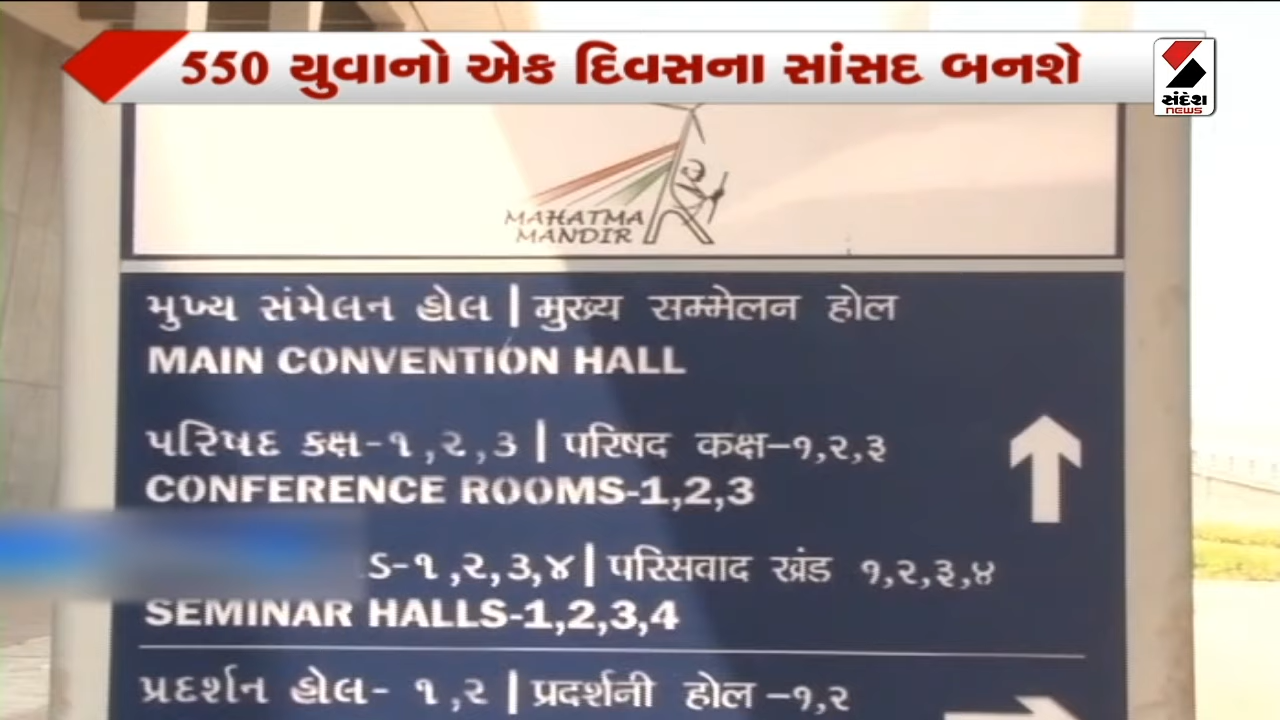 550 યુવાનો એક દિવસના સાંસદ બનશે
સંદેશ
NEWS
MAHATMA
MANDIR
મુખ્ય સંમેલન હોલ | मुख्य सम्मेलन होल
MAIN CONVENTION HALL
પરિષદ કક્ષ-૧,૨,૩ | परिषद कक्ष-१,२,३
CONFERENCE ROOMS-1,2,3
-૧,૨,૩,૪ | परिसवाद खंड १,२,३,४
SEMINAR HALLS-1,2,3,4
પ્રદર્શન હોલ- ૧,૨ | प्रदर्शनी होल -१,२